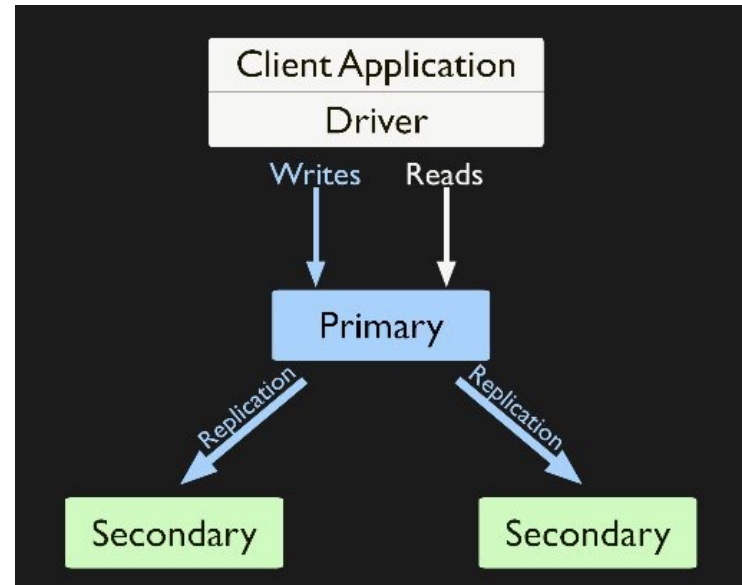 Client Application
Driver
Writes Reads
Primary
Replication Replication
Secondary Secondary